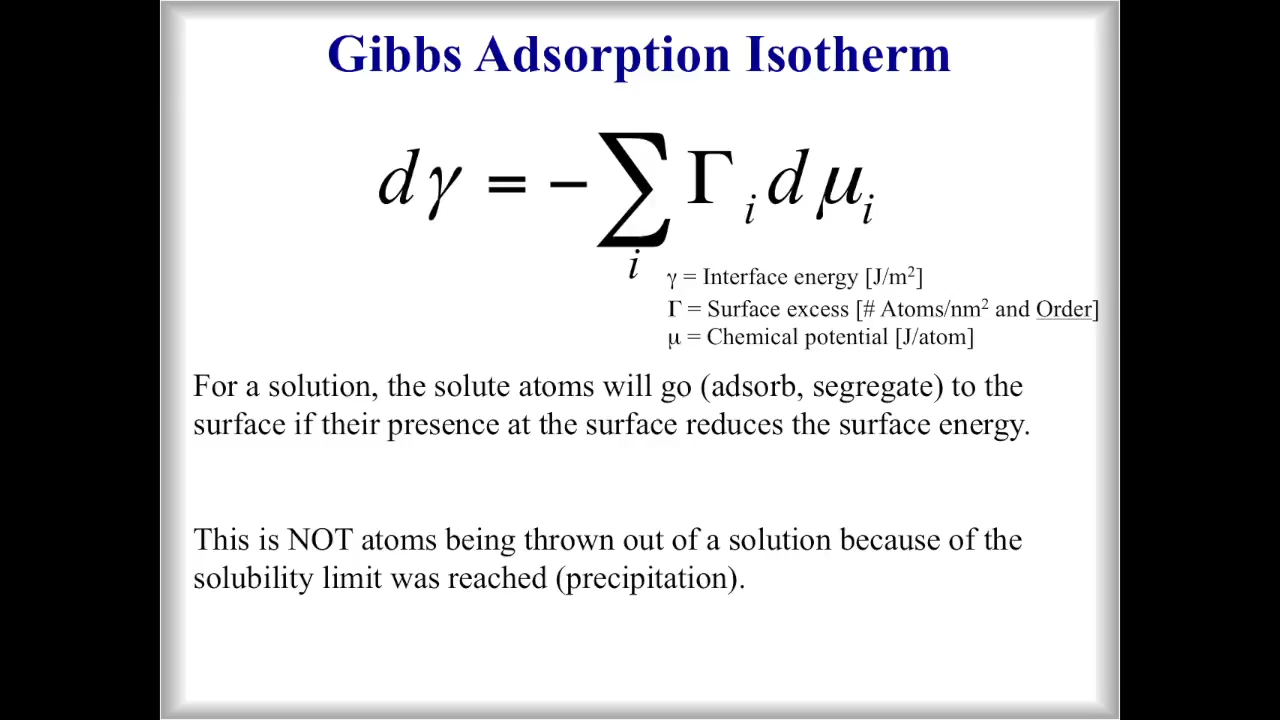 Gibbs Adsorption Isotherm
dγ = − ∑ Γ i d μ i
i
γ = Interface energy [J/m²]
Γ = Surface excess [# Atoms/nm² and Order]
μ = Chemical potential [J/atom]
For a solution, the solute atoms will go (adsorb, segregate) to the
surface if their presence at the surface reduces the surface energy.
This is NOT atoms being thrown out of a solution because of the
solubility limit was reached (precipitation).